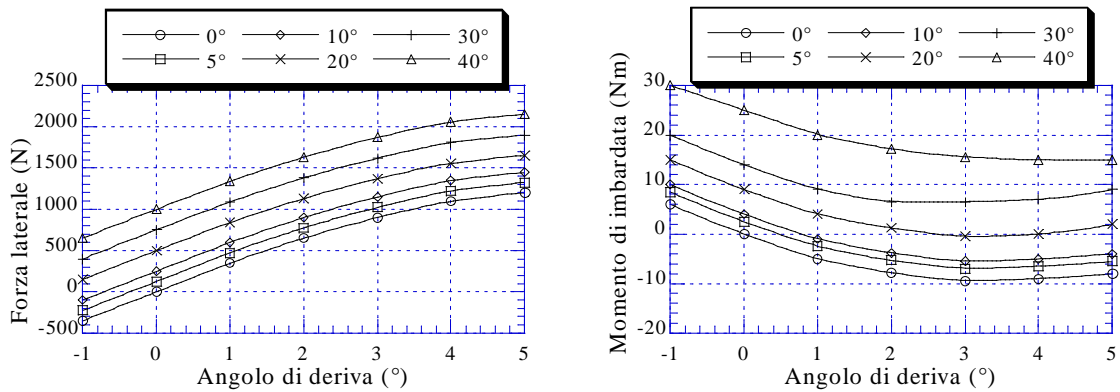 0° 10° 30°
5° 20° 40°
Forza laterale (N)
2500
2000
1500
1000
500
0
-500
-1 0 1 2 3 4 5
Angolo di deriva (°)
0° 10° 30°
5° 20° 40°
Momento di imbardata (Nm)
30
20
10
0
-10
-20
-1 0 1 2 3 4 5
Angolo di deriva (°)